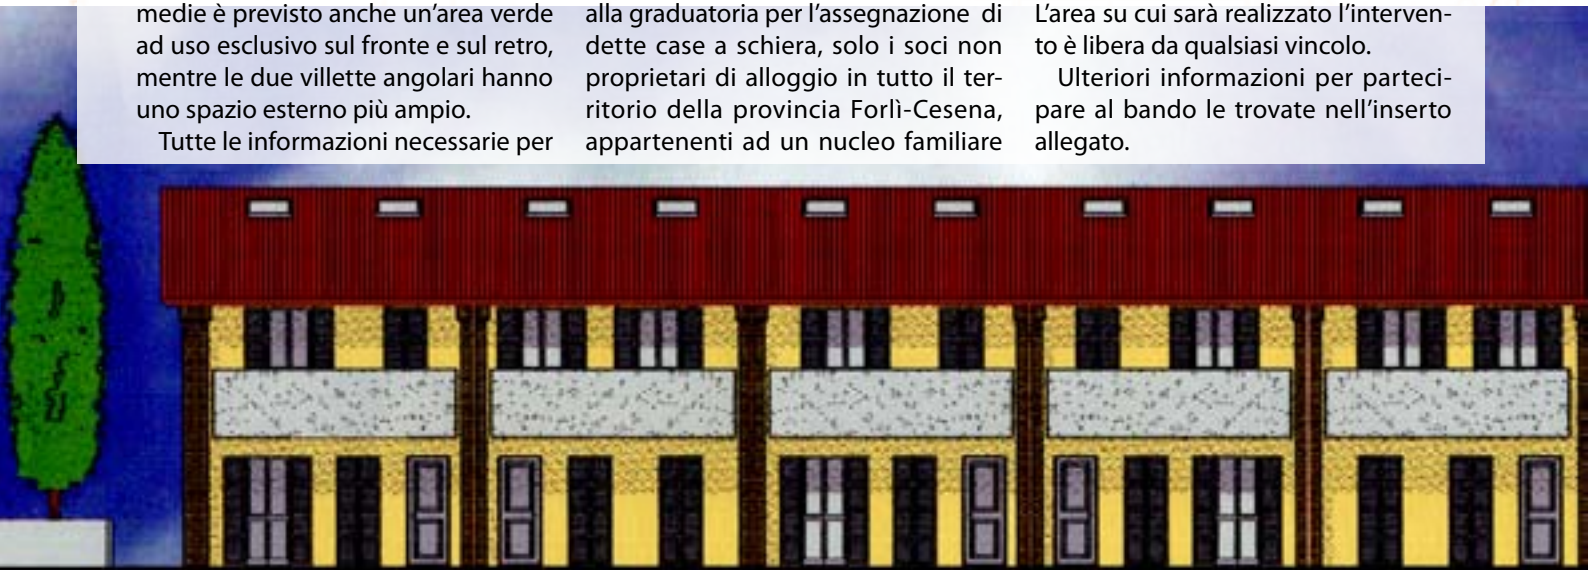 medie è previsto anche un’area verde
ad uso esclusivo sul fronte e sul retro,
mentre le due villette angolari hanno
uno spazio esterno più ampio.
Tutte le informazioni necessarie per
alla graduatoria per l’assegnazione di
dette case a schiera, solo i soci non
proprietari di alloggio in tutto il ter-
ritorio della provincia Forlì-Cesena,
appartenenti ad un nucleo familiare
L’area su cui sarà realizzato l’interven-
to è libera da qualsiasi vincolo.
Ulteriori informazioni per parteci-
pare al bando le trovate nell’inserto
allegato.